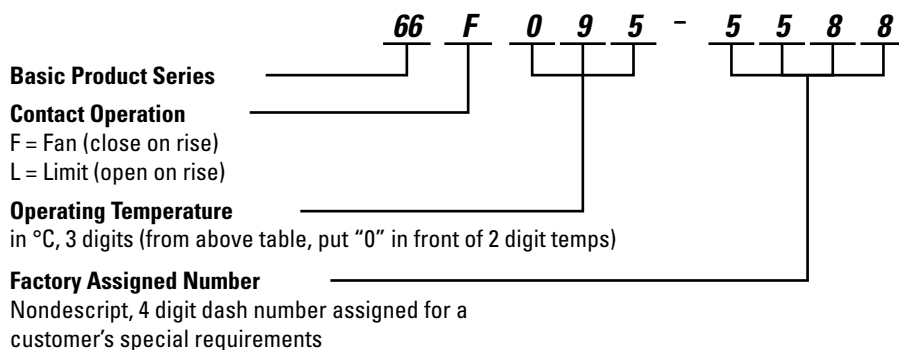 66 F 0 9 5 – 5 5 8 8
Basic Product Series
Contact Operation
F = Fan (close on rise)
L = Limit (open on rise)
Operating Temperature
in °C, 3 digits (from above table, put “0” in front of 2 digit temps)
Factory Assigned Number
Nondescript, 4 digit dash number assigned for a
customer’s special requirements